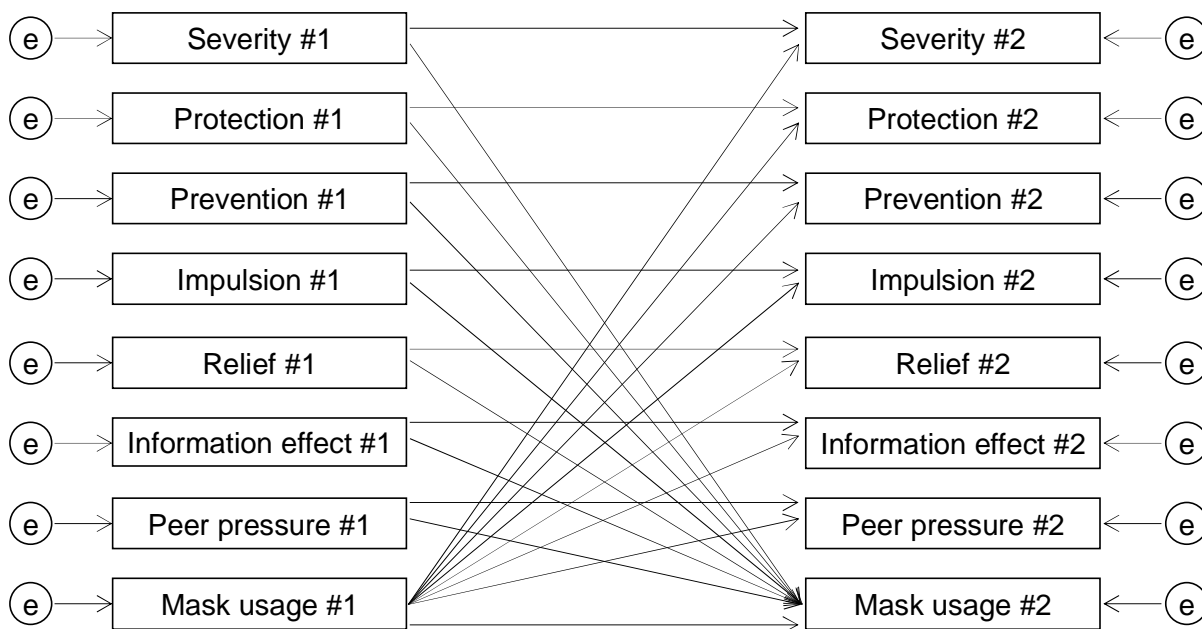 e Severity #1 Severity #2 e
e Protection #1 Protection #2 e
e Prevention #1 Prevention #2 e
e Impulsion #1 Impulsion #2 e
e Relief #1 Relief #2 e
e Information effect #1 Information effect #2 e
e Peer pressure #1 Peer pressure #2 e
e Mask usage #1 Mask usage #2 e